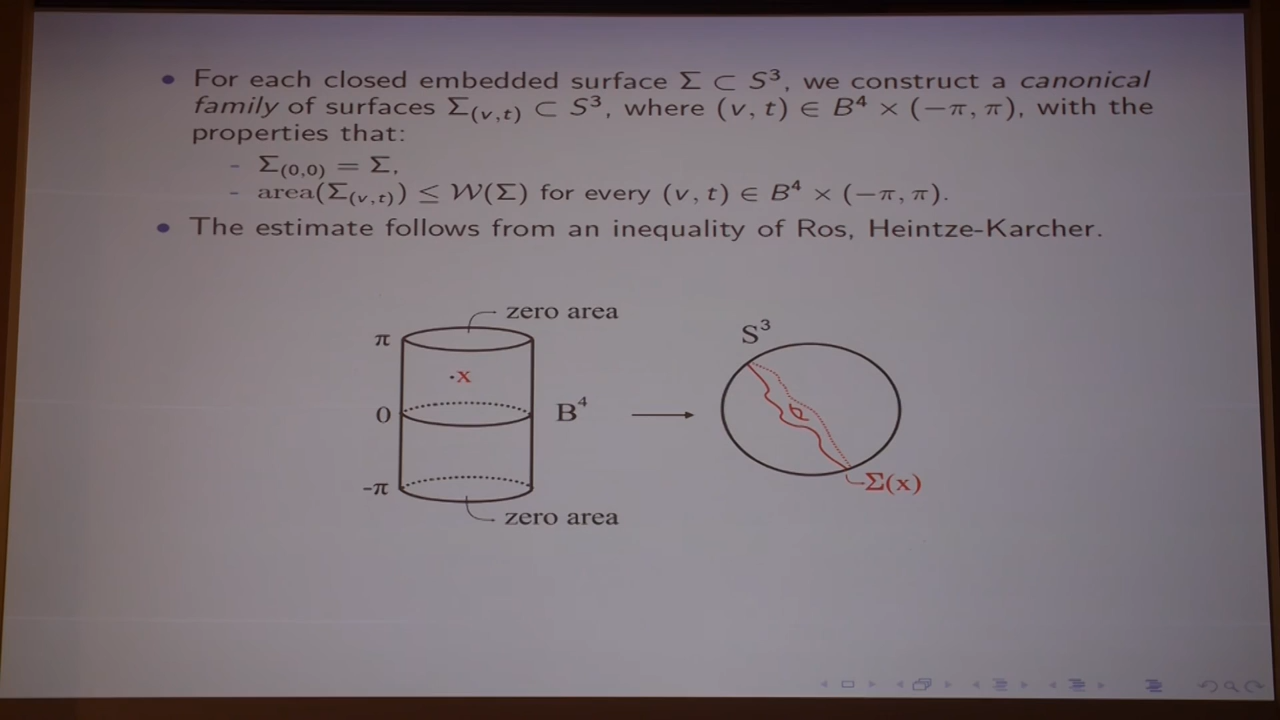 • For each closed embedded surface Σ ⊂ S³, we construct a canonical
family of surfaces Σ₍ᵥ,ₜ₎ ⊂ S³, where (v, t) ∈ B⁴ × (−π, π), with the
properties that:
- Σ₍₀,₀₎ = Σ,
- area(Σ₍ᵥ,ₜ₎) ≤ 𝒲(Σ) for every (v, t) ∈ B⁴ × (−π, π).
• The estimate follows from an inequality of Ros, Heintze-Karcher.
zero area
S³
π
·x
0
B⁴
-π
Σ(x)
zero area